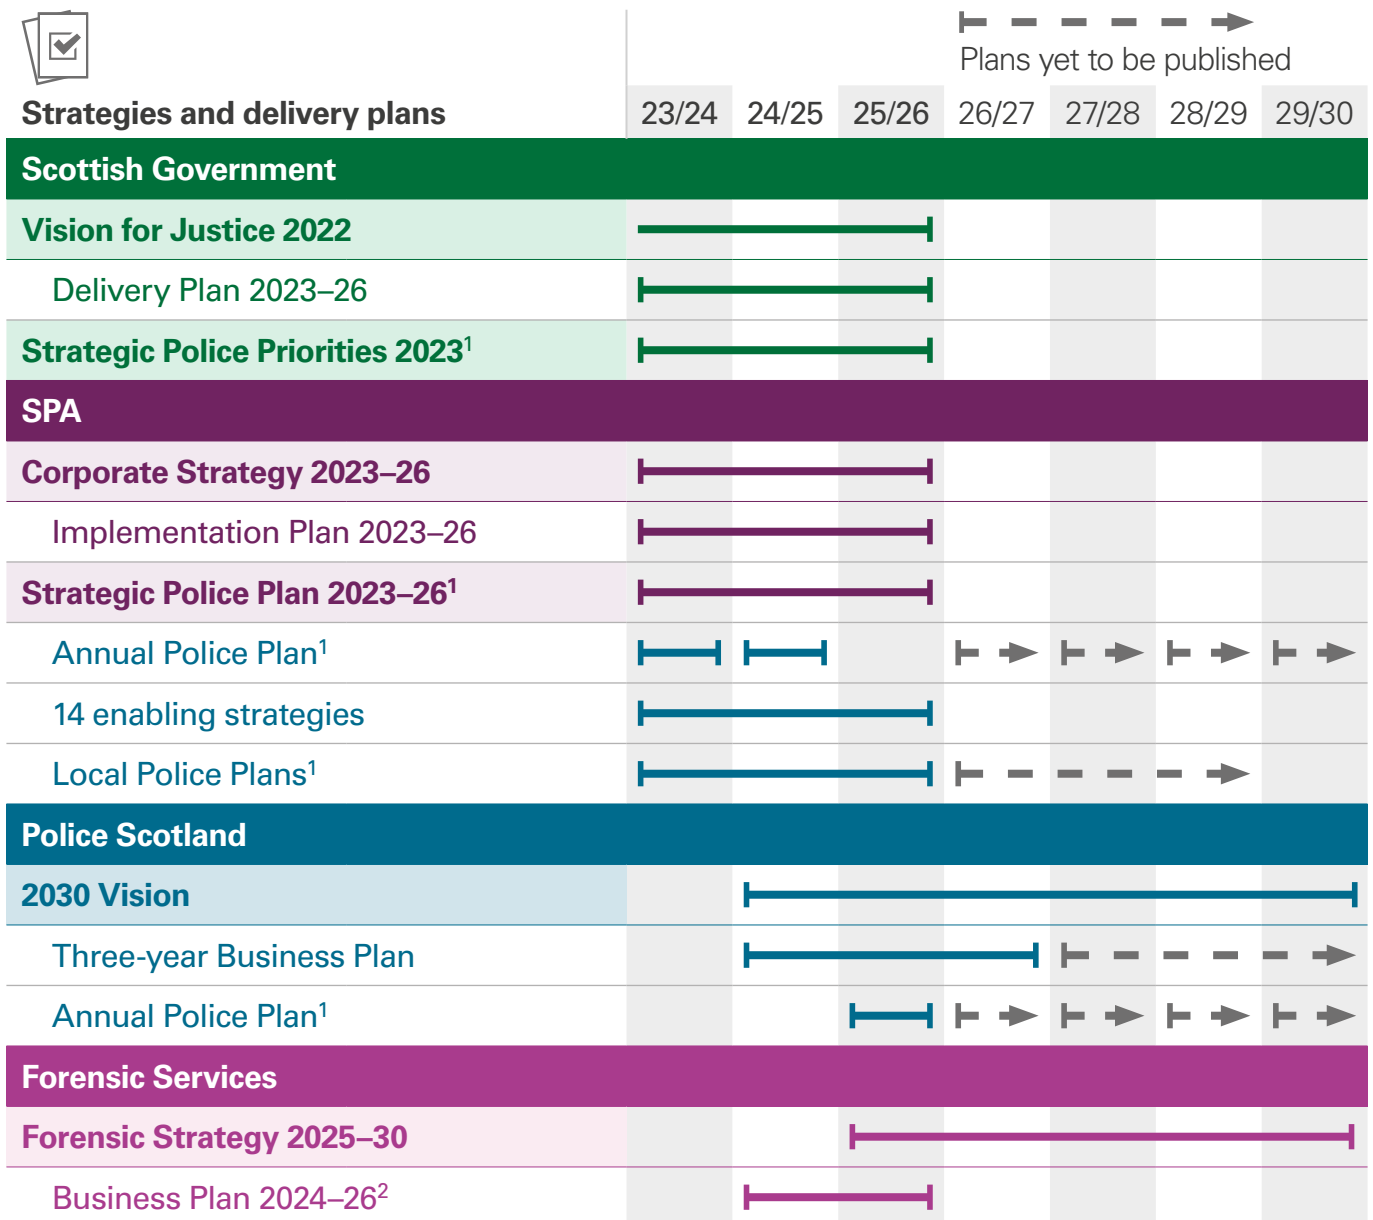 Plans yet to be published
Strategies and delivery plans 23/24 24/25 25/26 26/27 27/28 28/29 29/30
Scottish Government
Vision for Justice 2022
Delivery Plan 2023–26
Strategic Police Priorities 2023¹
SPA
Corporate Strategy 2023–26
Implementation Plan 2023–26
Strategic Police Plan 2023–26¹
Annual Police Plan¹
14 enabling strategies
Local Police Plans¹
Police Scotland
2030 Vision
Three-year Business Plan
Annual Police Plan¹
Forensic Services
Forensic Strategy 2025–30
Business Plan 2024–26²